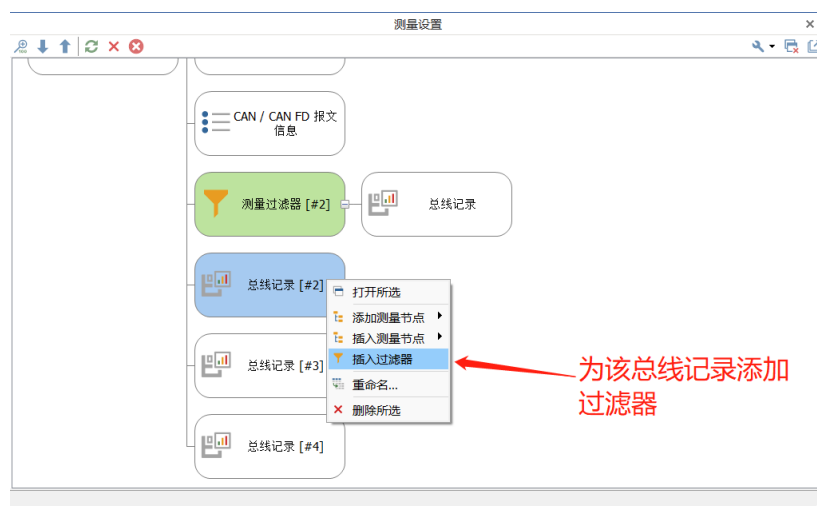 测量设置
CAN / CAN FD 报文
信息
测量过滤器 [#2]
总线记录
总线记录 [#2]
打开所选
添加测量节点
插入测量节点
插入过滤器
重命名...
删除所选
总线记录 [#3]
总线记录 [#4]
为该总线记录添加
过滤器